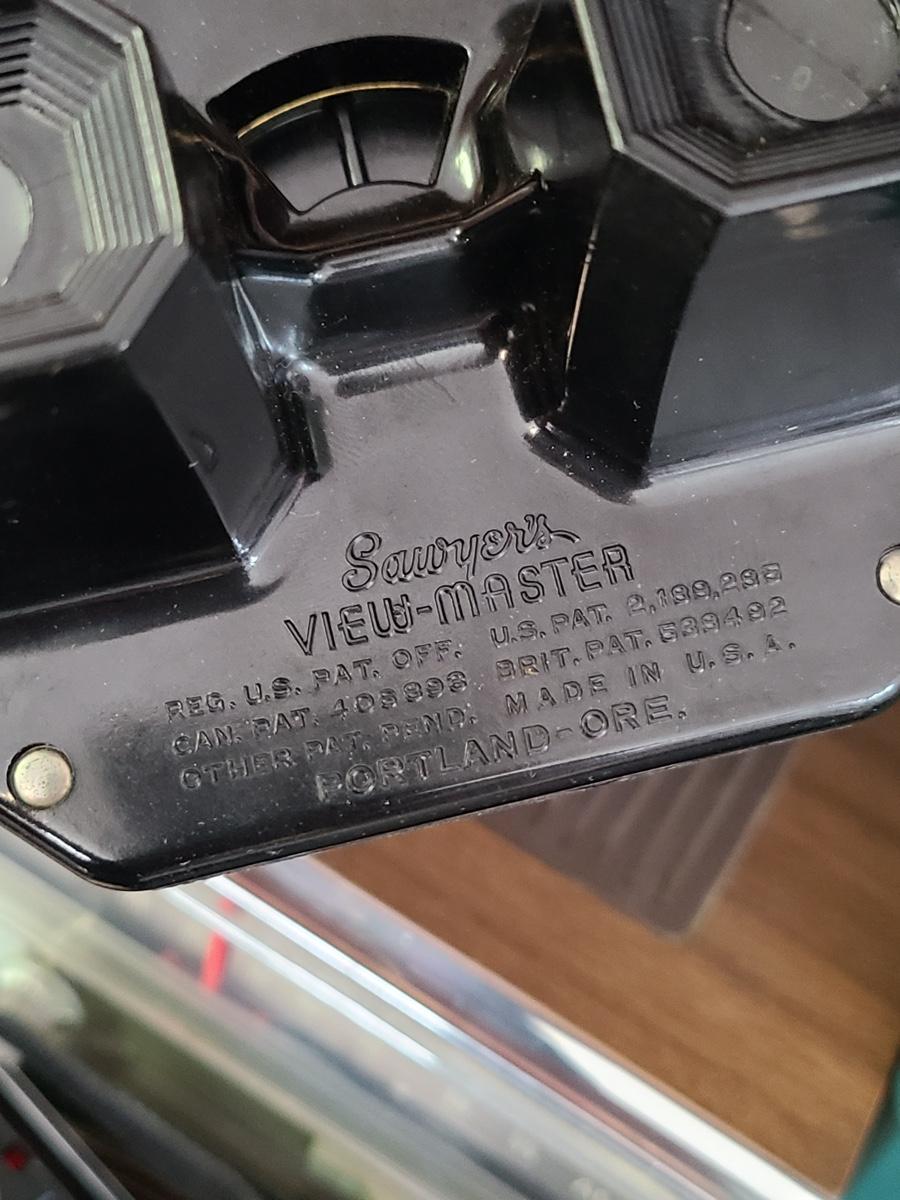 Sawyer's
VIEW-MASTER
REG. U.S. PAT. OFF. U.S. PAT. 2,189,285
CAN. PAT. 408898 BRIT. PAT. 539492
OTHER PAT. PEND. MADE IN U.S.A.
PORTLAND-ORE.